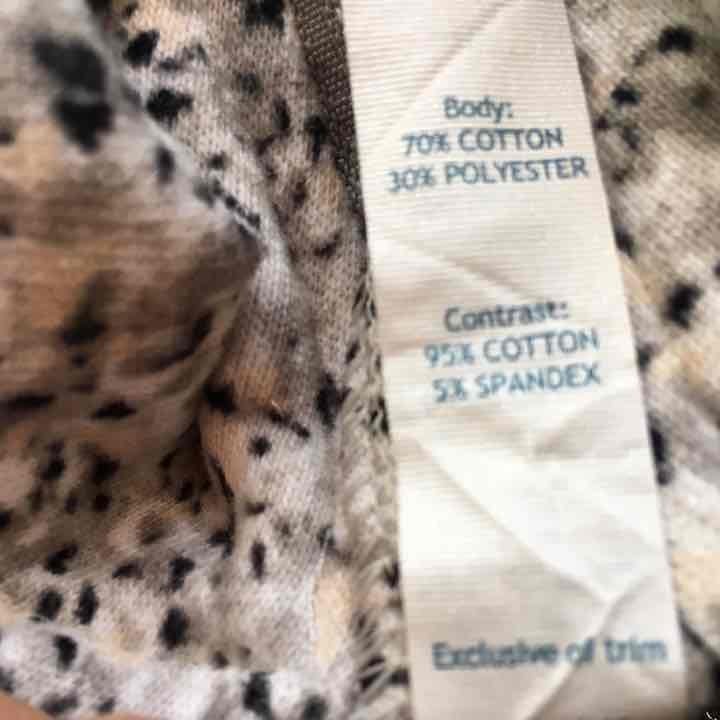 Body:
70% COTTON
30% POLYESTER
Contrast:
95% COTTON
5% SPANDEX
Exclusive of trim